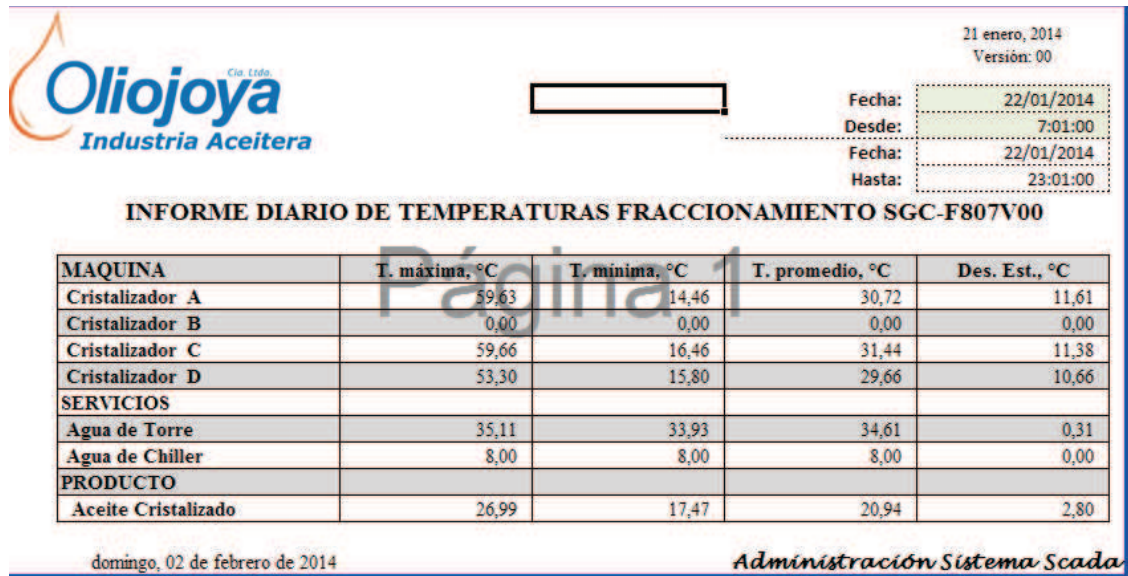 21 enero, 2014
Versión: 00
Oliojoya
Cia. Ltda.
Industria Aceitera
Fecha: 22/01/2014
Desde: 7:01:00
Fecha: 22/01/2014
Hasta: 23:01:00
INFORME DIARIO DE TEMPERATURAS FRACCIONAMIENTO SGC-F807V00
Página 1
MAQUINA T. máxima, °C T. mínima, °C T. promedio, °C Des. Est., °C
Cristalizador A 59,63 14,46 30,72 11,61
Cristalizador B 0,00 0,00 0,00 0,00
Cristalizador C 59,66 16,46 31,44 11,38
Cristalizador D 53,30 15,80 29,66 10,66
SERVICIOS
Agua de Torre 35,11 33,93 34,61 0,31
Agua de Chiller 8,00 8,00 8,00 0,00
PRODUCTO
Aceite Cristalizado 26,99 17,47 20,94 2,80
domingo, 02 de febrero de 2014 Administración Sistema Scada